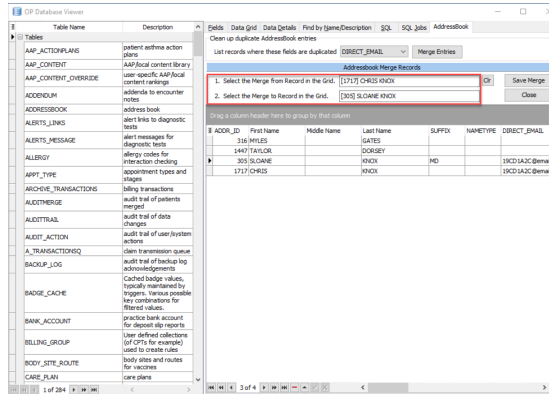 OP Database Viewer
Table Name Description
Tables
AAP_ACTIONPLANS patient asthma action plans
AAP_CONTENT AAP/local content library
AAP_CONTENT_OVERRIDE user-specific AAP/local content rankings
ADDENDUM addenda to encounter notes
ADDRESSBOOK address book
ALERTS_LINKS alert links to diagnostic tests
ALERTS_MESSAGE alert messages for diagnostic tests
ALLERGY allergy codes for interaction checking
APPT_TYPE appointment types and stages
ARCHIVE_TRANSACTIONS billing transactions
AUDITMERGE audit trail of patients merged
AUDITTRAIL audit trail of data changes
AUDIT_ACTION audit trail of user/system actions
A_TRANSACTIONSQ claim transmission queue
BACKUP_LOG audit trail of backup log acknowledgements
BADGE_CACHE Cached badge values, typically maintained by triggers. Various possible key combinations for filtered values.
BANK_ACCOUNT practice bank account for deposit slip reports
BILLING_GROUP User defined collections (of CPTs for example) used to create rules
BODY_SITE_ROUTE body sites and routes for vaccines
CARE_PLAN care plans
1 of 284
Fields Data Grid Data Details Find by Name/Description SQL SQL Jobs AddressBook
Clean up duplicate AddressBook entries
List records where these fields are duplicated DIRECT_EMAIL Merge Entries
Addressbook Merge Records
1. Select the Merge from Record in the Grid. [1717] CHRIS KNOX Clr Save Merge
2. Select the Merge to Record in the Grid. [305] SLOANE KNOX Close
Drag a column header here to group by that column
ADDR_ID First Name Middle Name Last Name SUFFIX NAMETYPE DIRECT_EMAIL
316 MYLES GATES
1447 TAYLOR DORSEY
305 SLOANE KNOX MD 19CD1A2C@emai
1717 CHRIS KNOX 19CD1A2C@emai
3 of 4